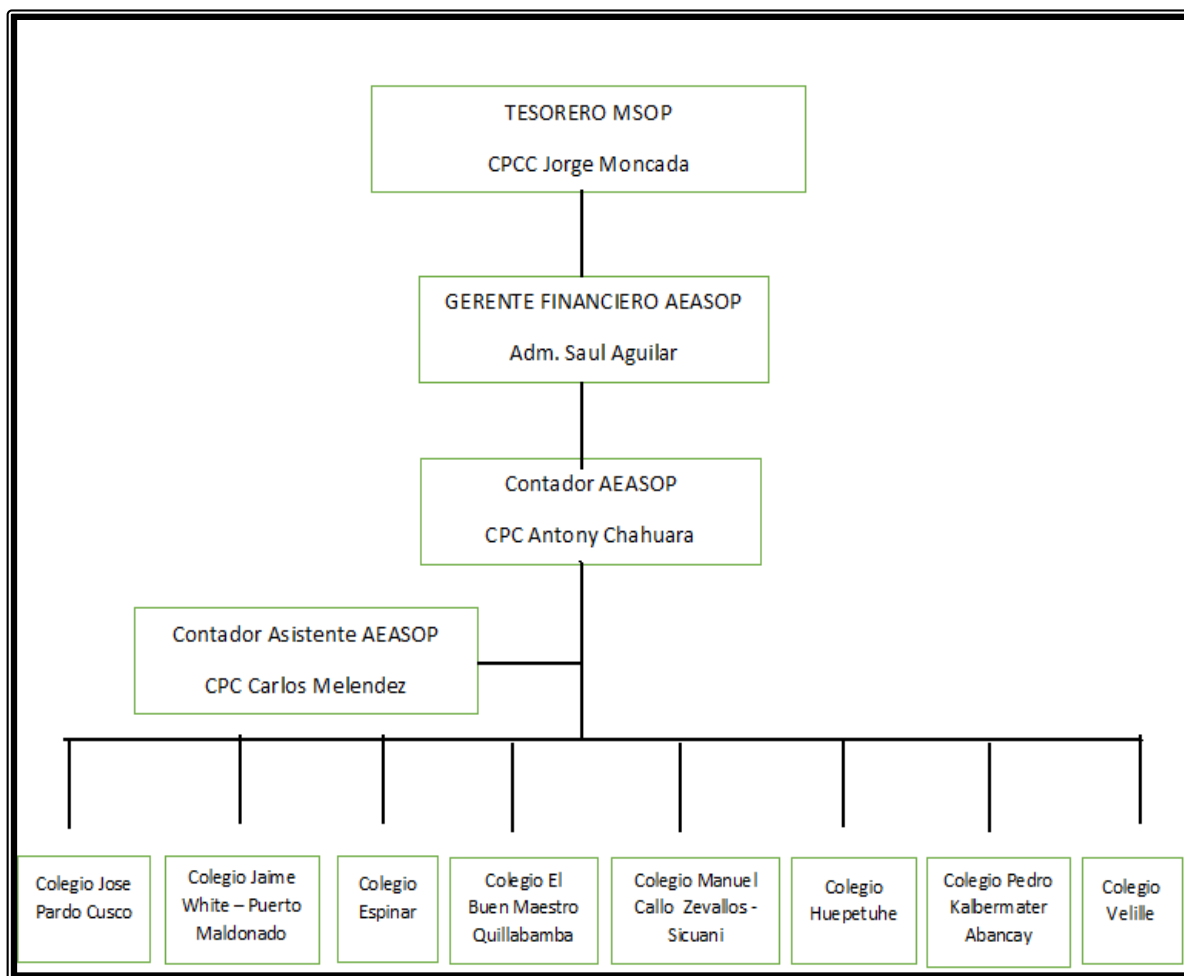 TESORERO MSOP
CPCC Jorge Moncada
GERENTE FINANCIERO AEASOP
Adm. Saul Aguilar
Contador AEASOP
CPC Antony Chahuara
Contador Asistente AEASOP
CPC Carlos Melendez
Colegio Jose
Pardo Cusco
Colegio Jaime
White – Puerto
Maldonado
Colegio
Espinar
Colegio El
Buen Maestro
Quillabamba
Colegio Manuel
Callo Zevallos -
Sicuani
Colegio
Huepetuhe
Colegio Pedro
Kalbermater
Abancay
Colegio
Velille